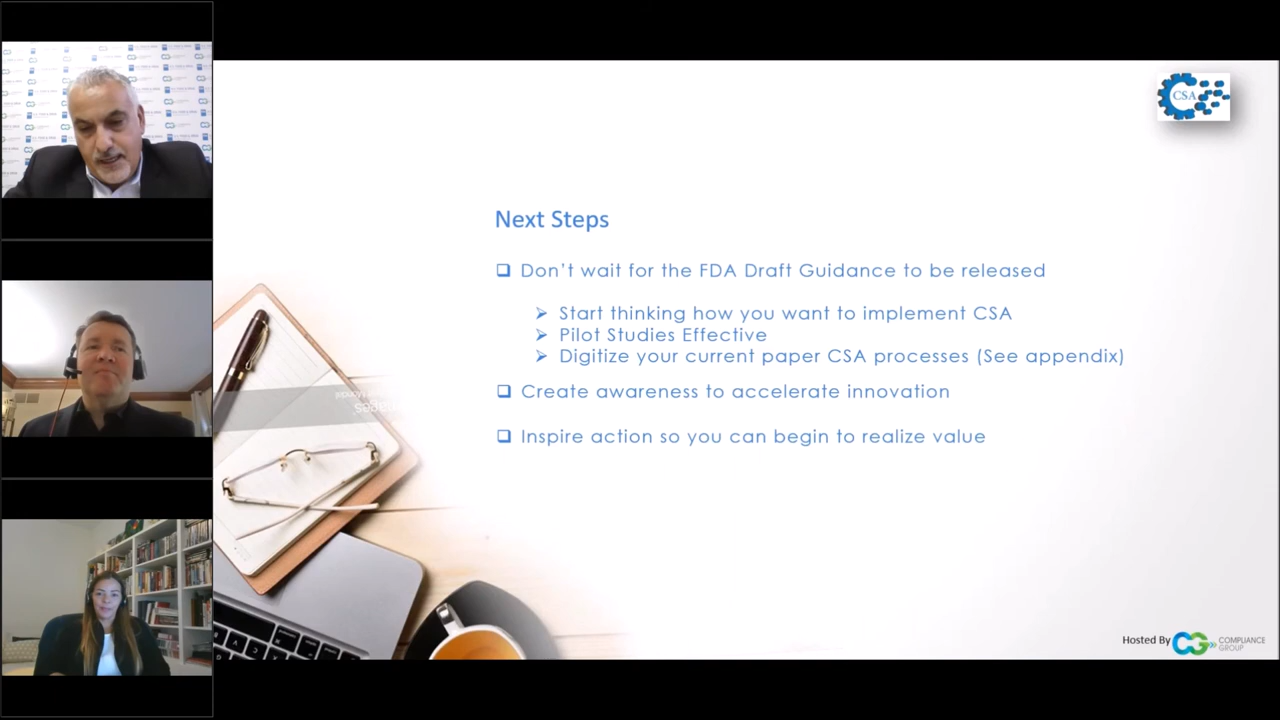 CSA
Next Steps
❑ Don't wait for the FDA Draft Guidance to be released
➢ Start thinking how you want to implement CSA
➢ Pilot Studies Effective
➢ Digitize your current paper CSA processes (See appendix)
❑ Create awareness to accelerate innovation
❑ Inspire action so you can begin to realize value
Hosted By CG COMPLIANCE
GROUP